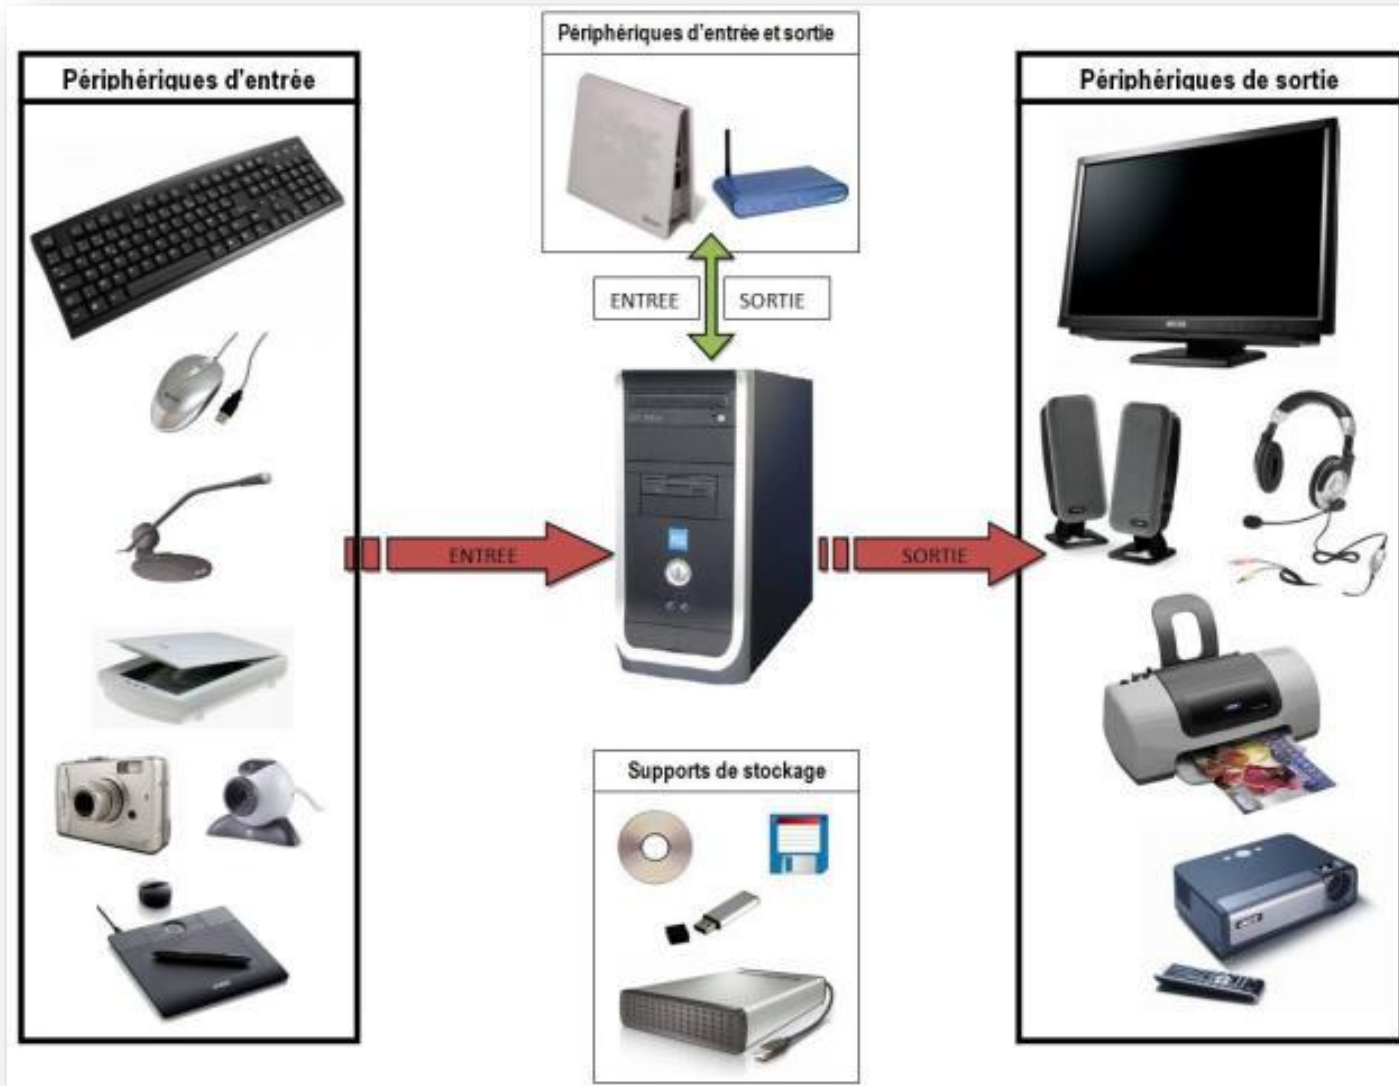 Périphériques d'entrée et sortie
Périphériques d'entrée
Périphériques de sortie
ENTREE
SORTIE
ENTREE
SORTIE
Supports de stockage